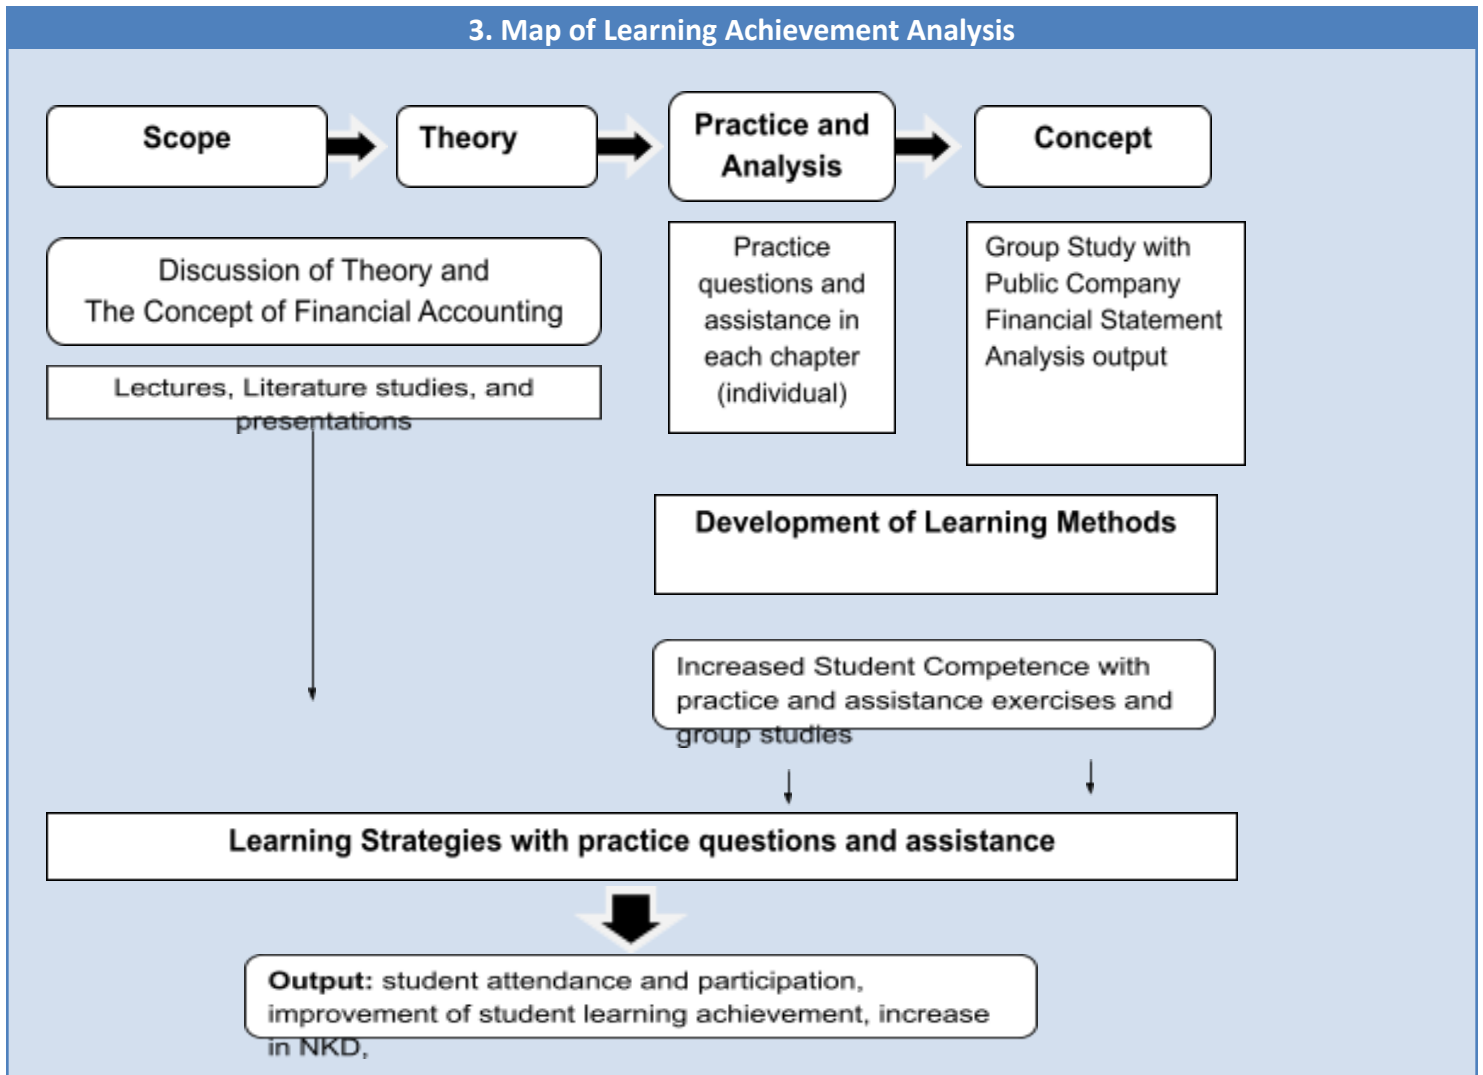 3. Map of Learning Achievement Analysis
Scope
Theory
Practice and
Analysis
Concept
Discussion of Theory and
The Concept of Financial Accounting
Lectures, Literature studies, and
presentations
Practice
questions and
assistance in
each chapter
(individual)
Group Study with
Public Company
Financial Statement
Analysis output
Development of Learning Methods
Increased Student Competence with
practice and assistance exercises and
group studies
Learning Strategies with practice questions and assistance
Output: student attendance and participation,
improvement of student learning achievement, increase
in NKD,